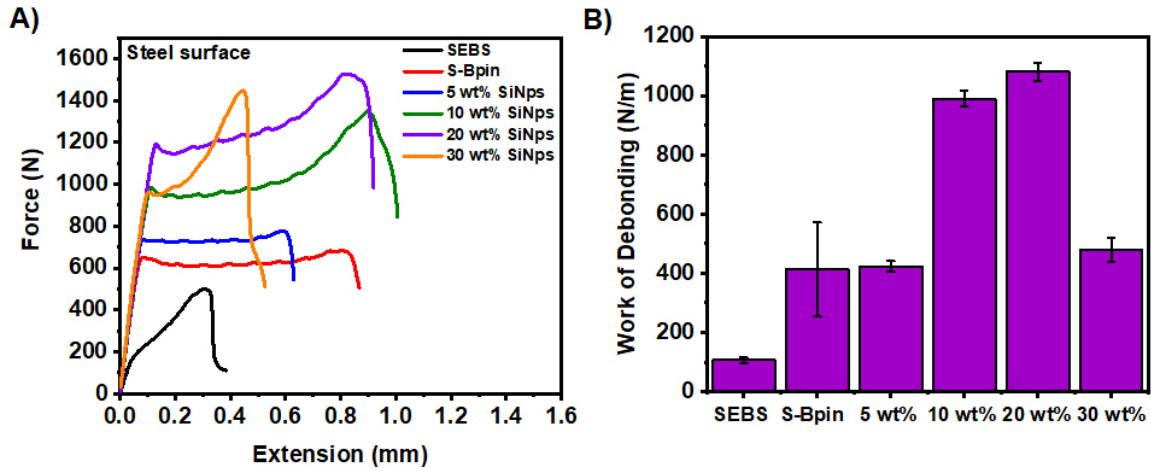 A)
Steel surface
SEBS
S-Bpin
5 wt% SiNps
10 wt% SiNps
20 wt% SiNps
30 wt% SiNps
1600
1400
1200
1000
800
600
400
200
0
Force (N)
0.0 0.2 0.4 0.6 0.8 1.0 1.2 1.4 1.6
Extension (mm)
B)
1200
1000
800
600
400
200
0
Work of Debonding (N/m)
SEBS S-Bpin 5 wt% 10 wt% 20 wt% 30 wt%